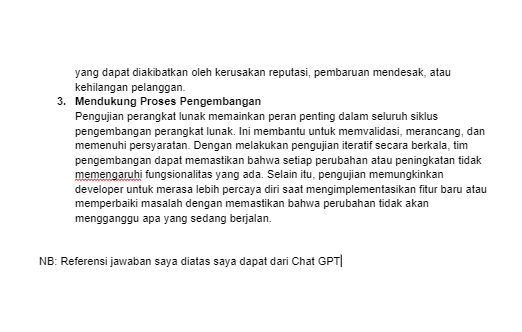 yang dapat diakibatkan oleh kerusakan reputasi, pembaruan mendesak, atau
kehilangan pelanggan.
3. Mendukung Proses Pengembangan
Pengujian perangkat lunak memainkan peran penting dalam seluruh siklus
pengembangan perangkat lunak. Ini membantu untuk memvalidasi, merancang, dan
memenuhi persyaratan. Dengan melakukan pengujian iteratif secara berkala, tim
pengembangan dapat memastikan bahwa setiap perubahan atau peningkatan tidak
memengaruhi fungsionalitas yang ada. Selain itu, pengujian memungkinkan
developer untuk merasa lebih percaya diri saat mengimplementasikan fitur baru atau
memperbaiki masalah dengan memastikan bahwa perubahan tidak akan
mengganggu apa yang sedang berjalan.
NB: Referensi jawaban saya diatas saya dapat dari Chat GPT